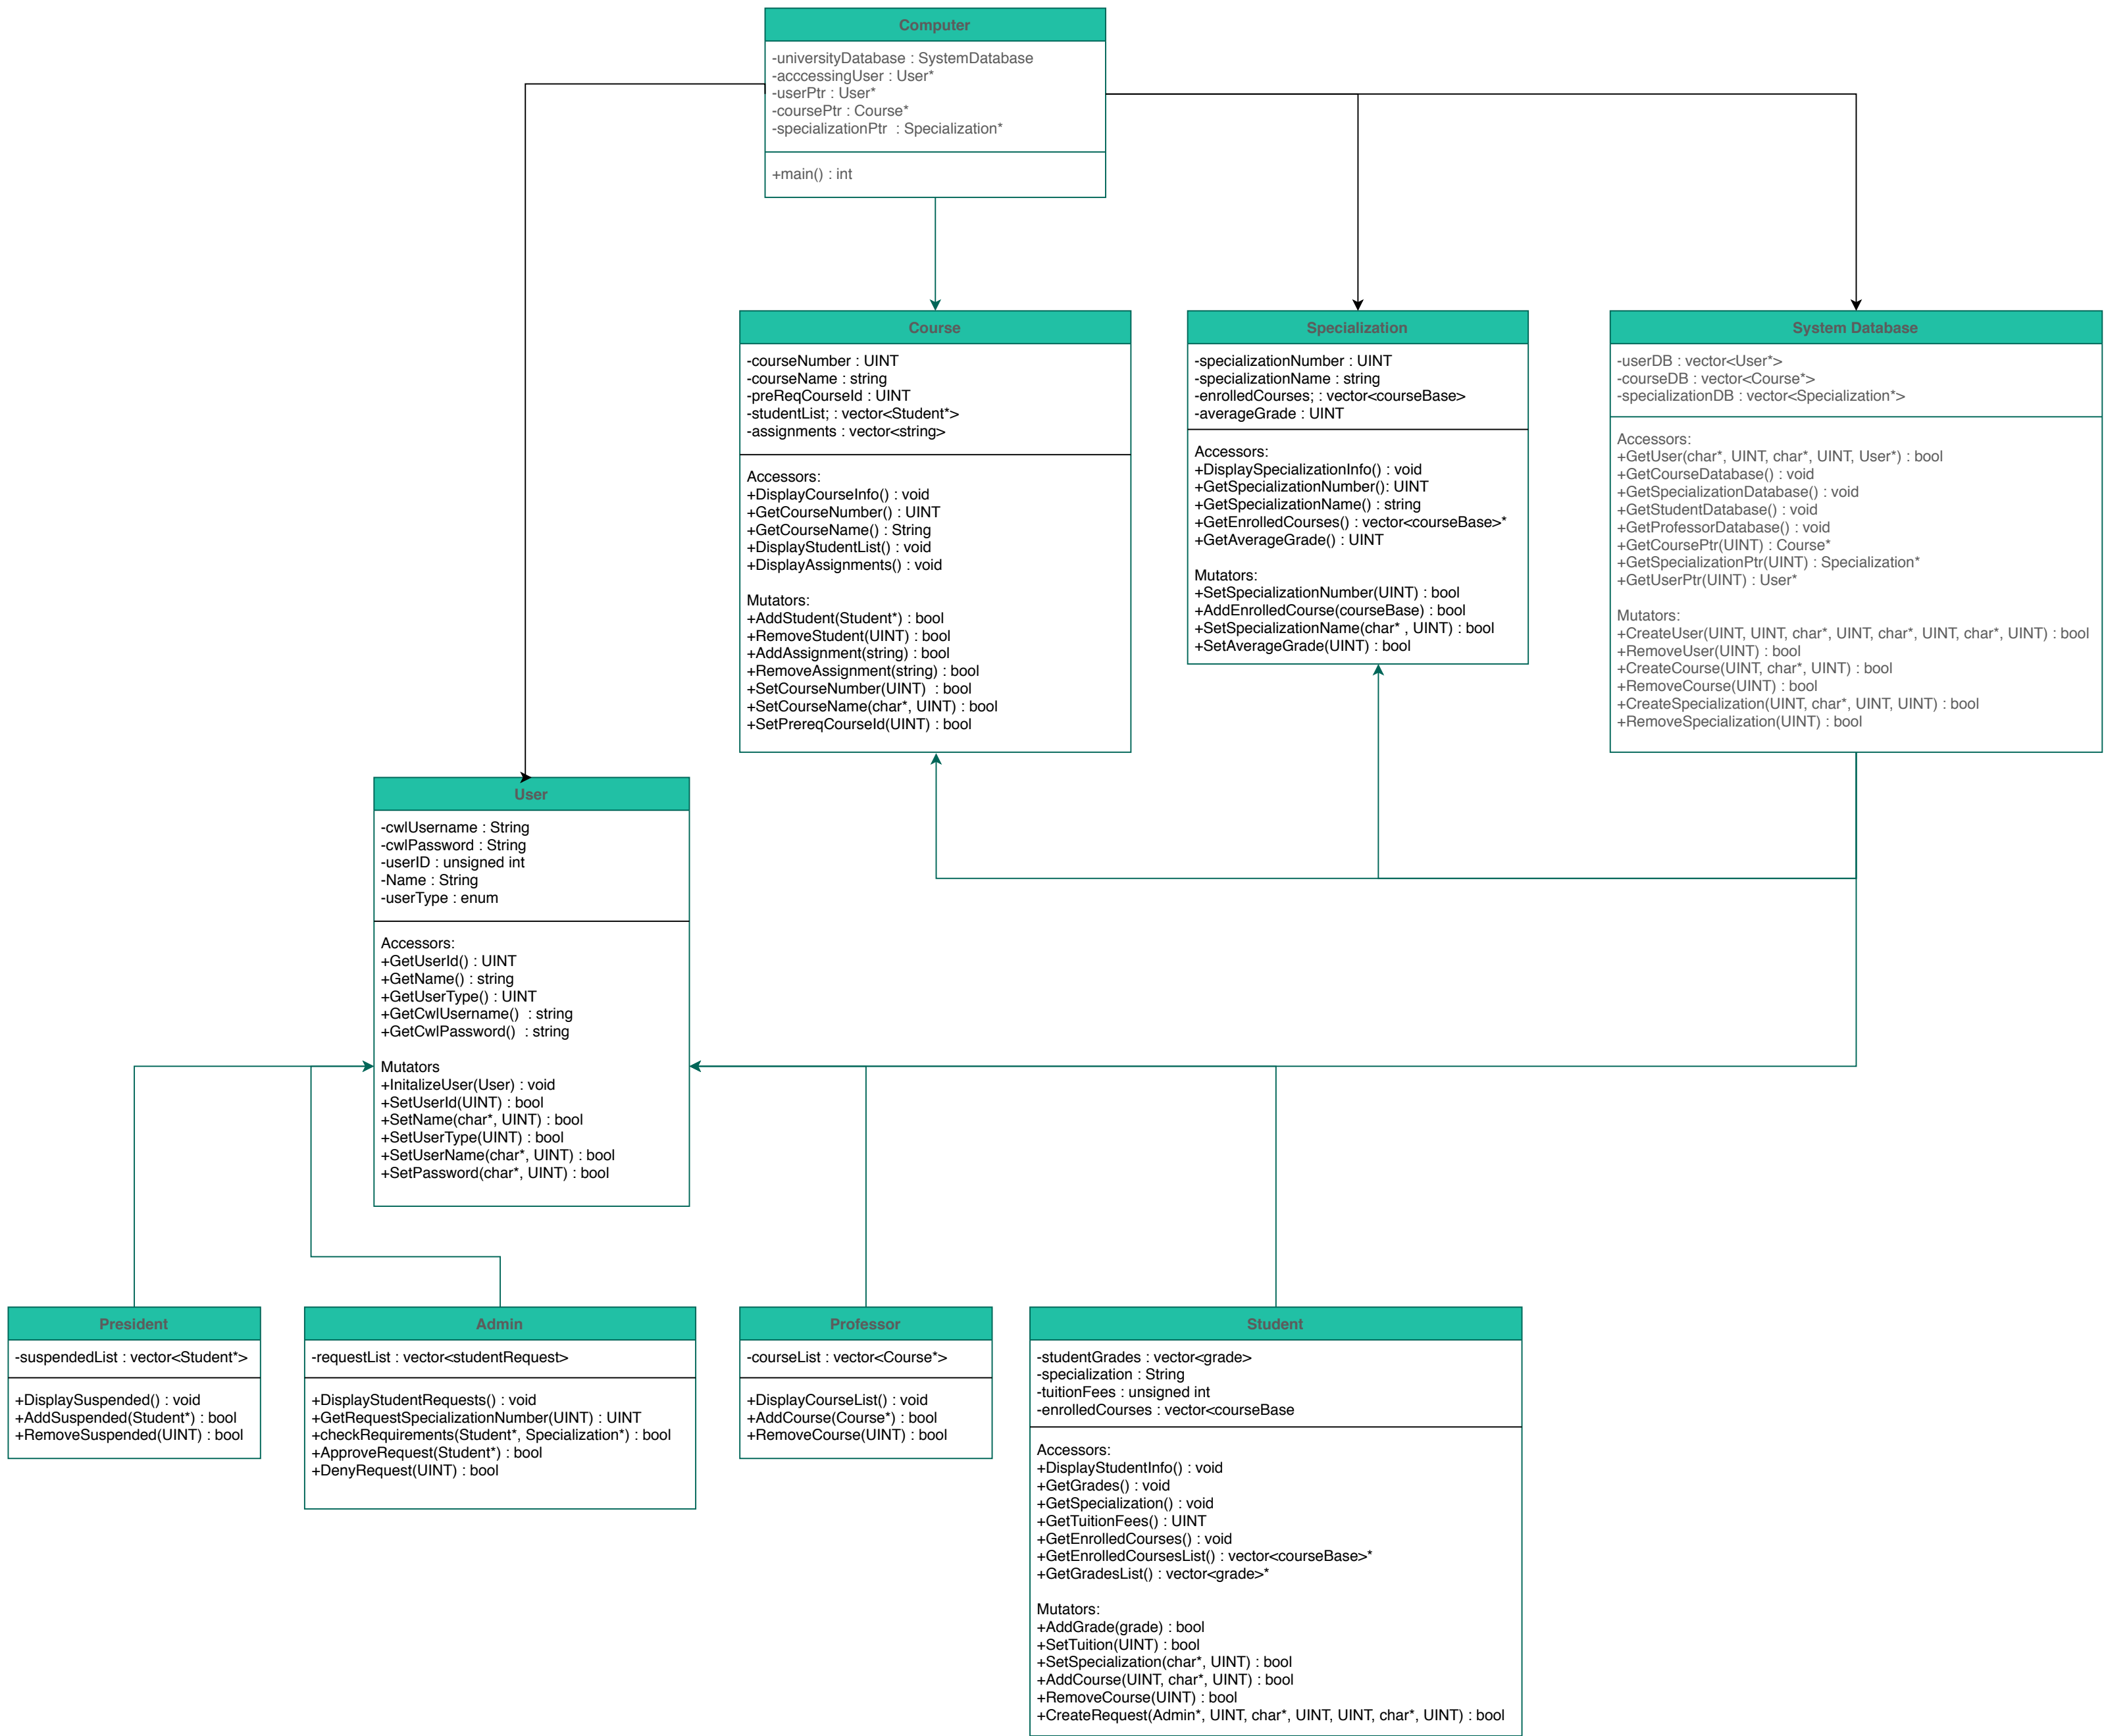 Computer
-universityDatabase : SystemDatabase
-acccessingUser : User*
-userPtr : User*
-coursePtr : Course*
-specializationPtr  : Specialization*
+main() : int
Course
-courseNumber : UINT
-courseName : string
-preReqCourseId : UINT
-studentList; : vector<Student*>
-assignments : vector<string>
Accessors:
+DisplayCourseInfo() : void
+GetCourseNumber() : UINT
+GetCourseName() : String
+DisplayStudentList() : void
+DisplayAssignments() : void
Mutators:
+AddStudent(Student*) : bool
+RemoveStudent(UINT) : bool
+AddAssignment(string) : bool
+RemoveAssignment(string) : bool
+SetCourseNumber(UINT)  : bool
+SetCourseName(char*, UINT) : bool
+SetPrereqCourseId(UINT) : bool
Specialization
-specializationNumber : UINT
-specializationName : string
-enrolledCourses; : vector<courseBase>
-averageGrade : UINT
Accessors:
+DisplaySpecializationInfo() : void
+GetSpecializationNumber(): UINT
+GetSpecializationName() : string
+GetEnrolledCourses() : vector<courseBase>*
+GetAverageGrade() : UINT
Mutators:
+SetSpecializationNumber(UINT) : bool
+AddEnrolledCourse(courseBase) : bool
+SetSpecializationName(char* , UINT) : bool
+SetAverageGrade(UINT) : bool
System Database
-userDB : vector<User*>
-courseDB : vector<Course*>
-specializationDB : vector<Specialization*>
Accessors:
+GetUser(char*, UINT, char*, UINT, User*) : bool
+GetCourseDatabase() : void
+GetSpecializationDatabase() : void
+GetStudentDatabase() : void
+GetProfessorDatabase() : void
+GetCoursePtr(UINT) : Course*
+GetSpecializationPtr(UINT) : Specialization*
+GetUserPtr(UINT) : User*
Mutators:
+CreateUser(UINT, UINT, char*, UINT, char*, UINT, char*, UINT) : bool
+RemoveUser(UINT) : bool
+CreateCourse(UINT, char*, UINT) : bool
+RemoveCourse(UINT) : bool
+CreateSpecialization(UINT, char*, UINT, UINT) : bool
+RemoveSpecialization(UINT) : bool
User
-cwlUsername : String
-cwlPassword : String
-userID : unsigned int
-Name : String
-userType : enum
Accessors:
+GetUserId() : UINT
+GetName() : string
+GetUserType() : UINT
+GetCwlUsername()  : string
+GetCwlPassword()  : string
Mutators
+InitalizeUser(User) : void
+SetUserId(UINT) : bool
+SetName(char*, UINT) : bool
+SetUserType(UINT) : bool
+SetUserName(char*, UINT) : bool
+SetPassword(char*, UINT) : bool
President
-suspendedList : vector<Student*>
+DisplaySuspended() : void
+AddSuspended(Student*) : bool
+RemoveSuspended(UINT) : bool
Admin
-requestList : vector<studentRequest>
+DisplayStudentRequests() : void
+GetRequestSpecializationNumber(UINT) : UINT
+checkRequirements(Student*, Specialization*) : bool
+ApproveRequest(Student*) : bool
+DenyRequest(UINT) : bool
Professor
-courseList : vector<Course*>
+DisplayCourseList() : void
+AddCourse(Course*) : bool
+RemoveCourse(UINT) : bool
Student
-studentGrades : vector<grade>
-specialization : String
-tuitionFees : unsigned int
-enrolledCourses : vector<courseBase
Accessors:
+DisplayStudentInfo() : void
+GetGrades() : void
+GetSpecialization() : void
+GetTuitionFees() : UINT
+GetEnrolledCourses() : void
+GetEnrolledCoursesList() : vector<courseBase>*
+GetGradesList() : vector<grade>*
Mutators:
+AddGrade(grade) : bool
+SetTuition(UINT) : bool
+SetSpecialization(char*, UINT) : bool
+AddCourse(UINT, char*, UINT) : bool
+RemoveCourse(UINT) : bool
+CreateRequest(Admin*, UINT, char*, UINT, UINT, char*, UINT) : bool